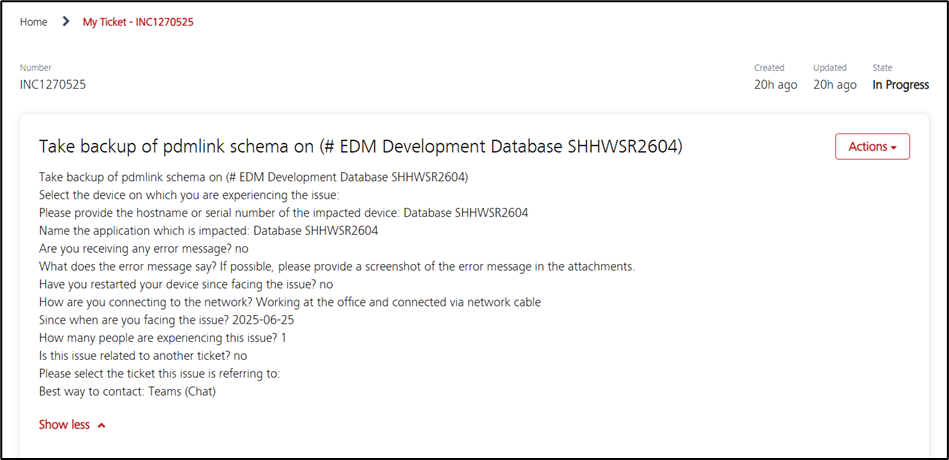 Home > My Ticket - INC1270525
Number Created Updated State
INC1270525 20h ago 20h ago In Progress
Take backup of pdmlink schema on (# EDM Development Database SHHWSR2604) Actions
Take backup of pdmlink schema on (# EDM Development Database SHHWSR2604)
Select the device on which you are experiencing the issue:
Please provide the hostname or serial number of the impacted device: Database SHHWSR2604
Name the application which is impacted: Database SHHWSR2604
Are you receiving any error message? no
What does the error message say? If possible, please provide a screenshot of the error message in the attachments.
Have you restarted your device since facing the issue? no
How are you connecting to the network? Working at the office and connected via network cable
Since when are you facing the issue? 2025-06-25
How many people are experiencing this issue? 1
Is this issue related to another ticket? no
Please select the ticket this issue is referring to:
Best way to contact: Teams (Chat)
Show less